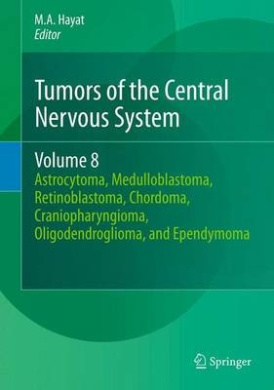 M.A. Hayat
Editor
Tumors of the Central
Nervous System
Volume 8
Astrocytoma, Medulloblastoma,
Retinoblastoma, Chordoma,
Craniopharyngioma,
Oligodendroglioma, and Ependymoma
Springer